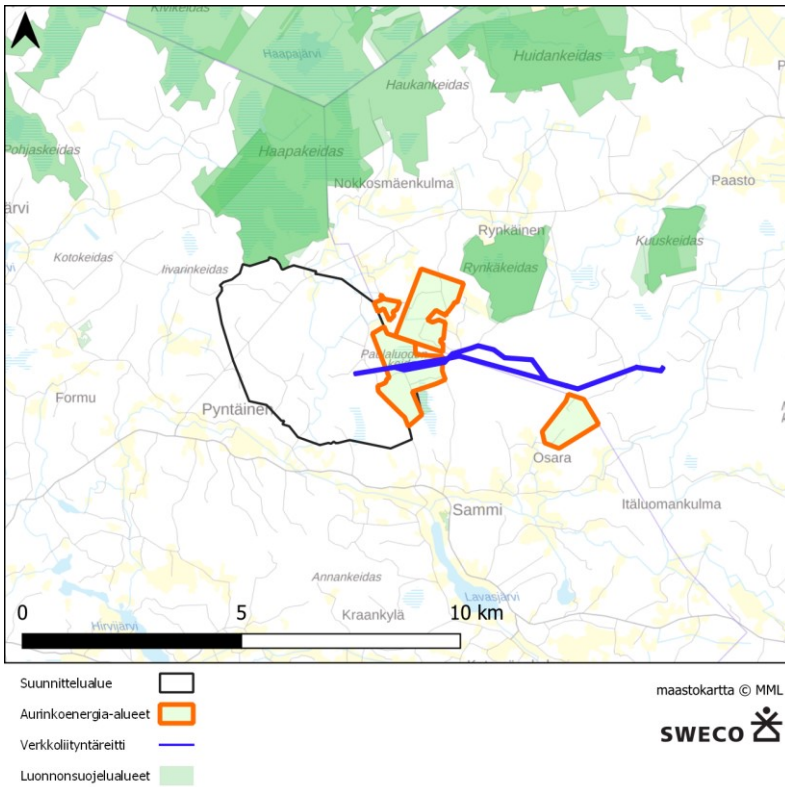 Kivikeidas
Haapajärvi
Huidankeidas
Haukankeidas
Pohjaskeidas
Haapakeidas
Nokkosmäenkulma
Paasto
järvi
Rynkäinen
Kotokeidas
Iivarinkeidas
Rynkäkeidas
Kuuskeidas
Formu
Pyntäinen
Osara
Sammi
Itäluomankulma
Annankeidas
Lavasjärvi
Kraankylä
Hirvijärvi
0 5 10 km
Suunnittelualue
Aurinkoenergia-alueet
Verkkoliityntäreitti
Luonnonsuojelualueet
maastokartta © MML
SWECO